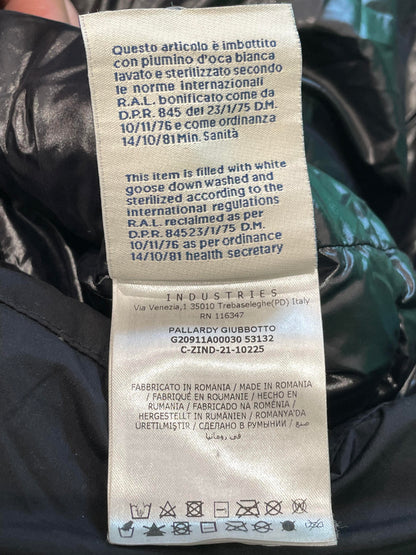 Questo articolo è imbottito
con piumino d'oca bianca
lavato e sterilizzato secondo
le norme internazionali
R.A.L. bonificato come da
D.P.R. 845 del 23/1/75 D.M.
10/11/76 e come ordinanza
14/10/81 Min. Sanità
This item is filled with white
goose down washed and
sterilized according to the
international regulations
R.A.L. reclaimed as per
D.P.R. 84523/1/75 D.M.
10/11/76 as per ordinance
14/10/81 health secretary
INDUSTRIES
Via Venezia,1 35010 Trebaseleghe(PD) Italy
RN 116347
PALLARDY GIUBBOTTO
G20911A00030 53132
C-ZIND-21-10225
FABBRICATO IN ROMANIA / MADE IN ROMANIA
/ FABRIQUÉ EN ROUMANIE / HECHO EN
RUMANIA / FABRICADO NA ROMÉNIA /
HERGESTELLT IN RUMÄNIEN / ROMANYA'DA
ÜRETİLMİŞTİR / СДЕЛАНО В РУМЫНИИ / صنع
في رومانيا